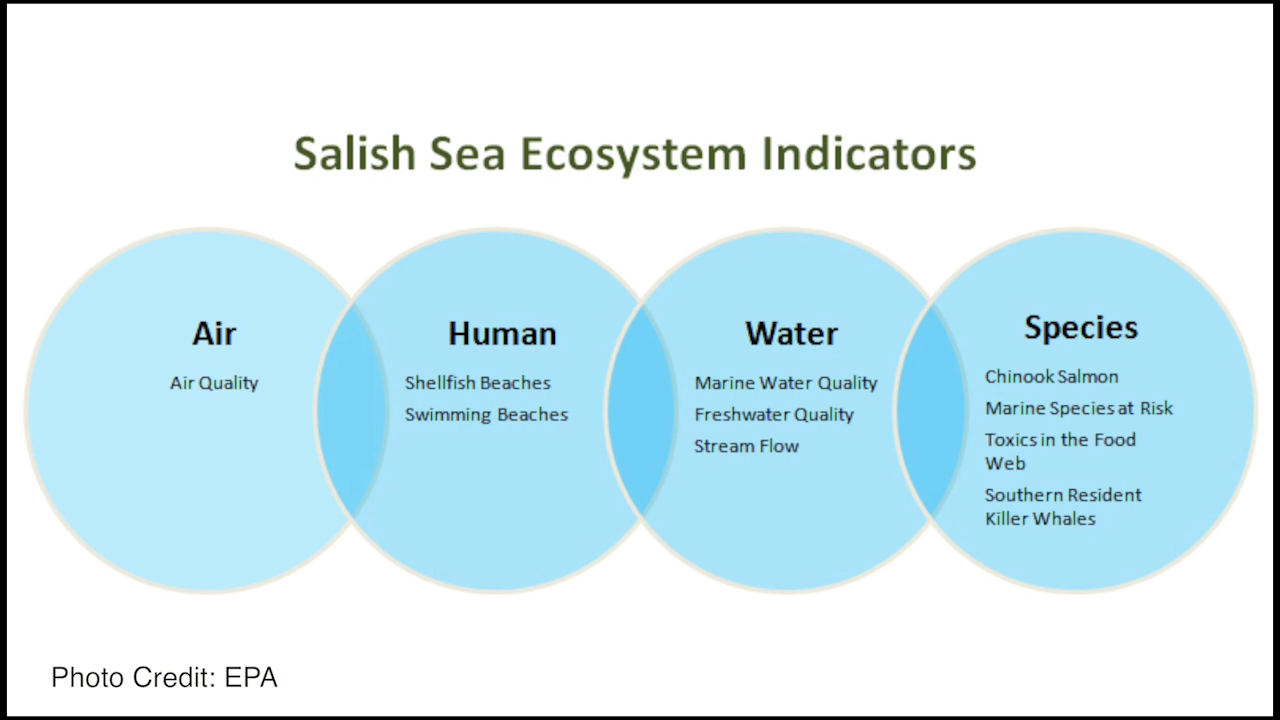 Salish Sea Ecosystem Indicators
Air
Air Quality
Human
Shellfish Beaches
Swimming Beaches
Water
Marine Water Quality
Freshwater Quality
Stream Flow
Species
Chinook Salmon
Marine Species at Risk
Toxics in the Food
Web
Southern Resident
Killer Whales
Photo Credit: EPA